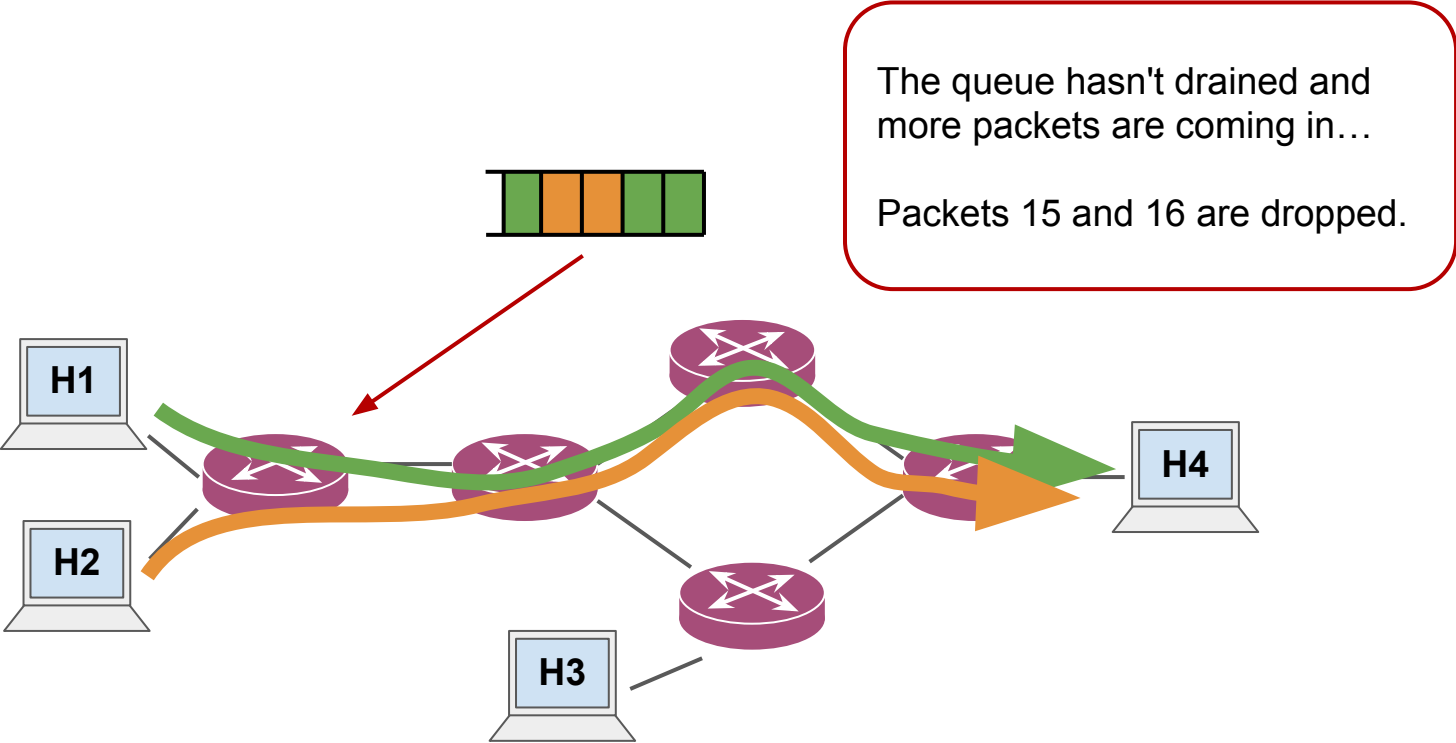 The queue hasn't drained and
more packets are coming in…
Packets 15 and 16 are dropped.
H1
H4
H2
H3